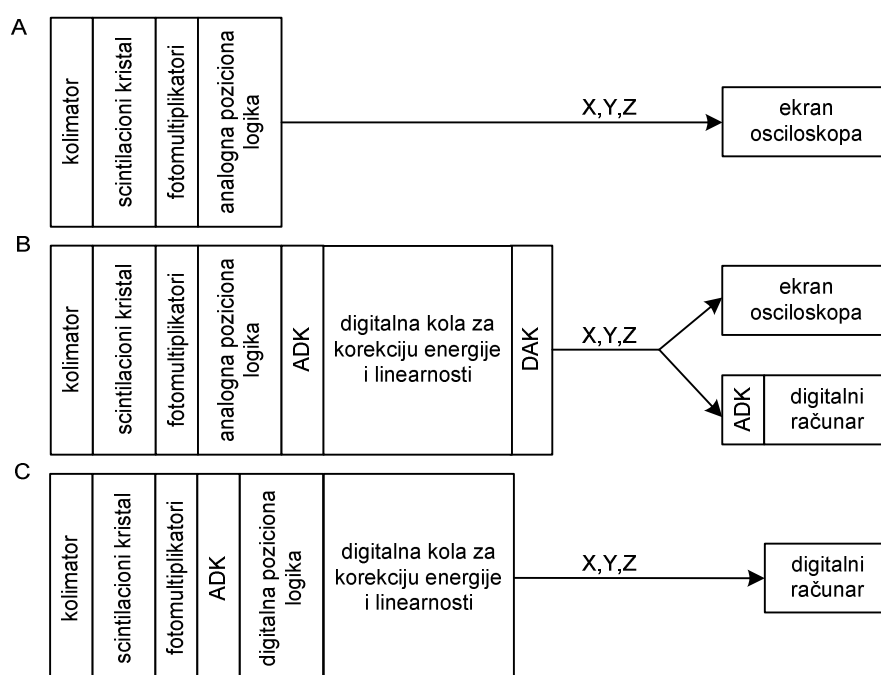 A
kolimator
scintilacioni kristal
fotomultiplikatori
analogna poziciona
logika
X,Y,Z
ekran
osciloskopa
B
kolimator
scintilacioni kristal
fotomultiplikatori
analogna poziciona
logika
ADK
digitalna kola za
korekciju energije
i linearnosti
DAK
X,Y,Z
ekran
osciloskopa
ADK
digitalni
računar
C
kolimator
scintilacioni kristal
fotomultiplikatori
ADK
digitalna poziciona
logika
digitalna kola za
korekciju energije
i linearnosti
X,Y,Z
digitalni
računar